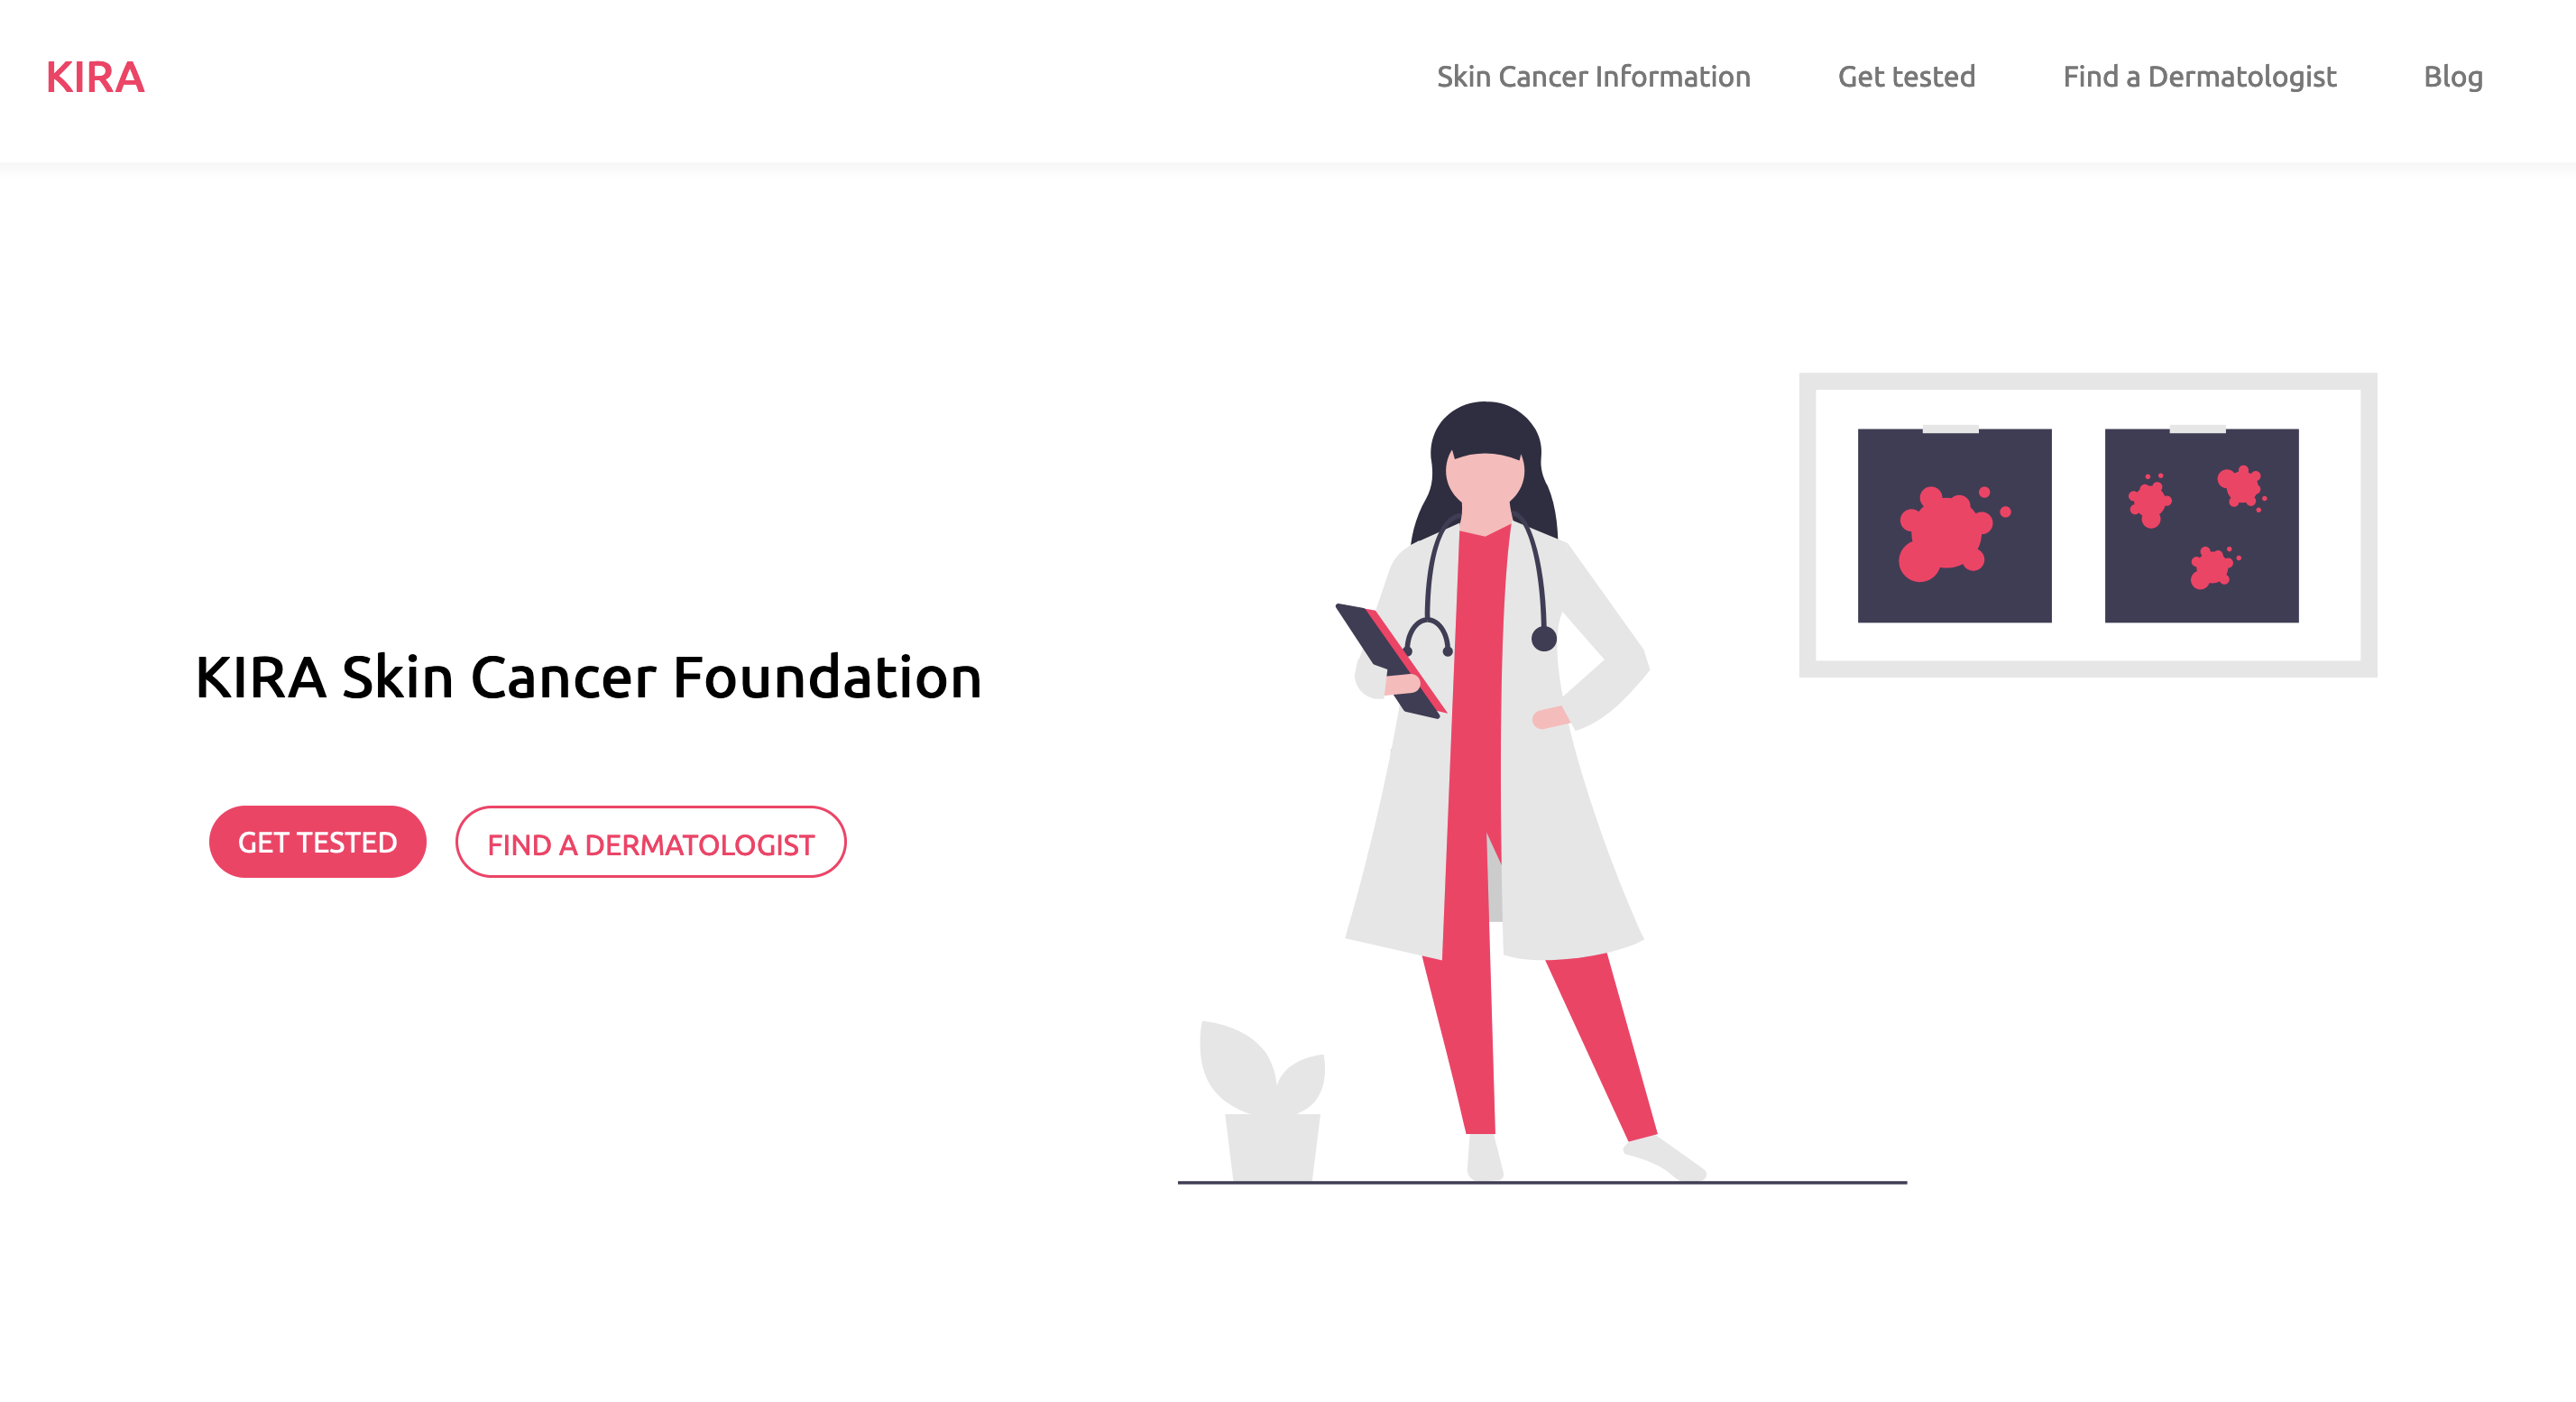 KIRA
Skin Cancer Information Get tested Find a Dermatologist Blog
KIRA Skin Cancer Foundation
GET TESTED FIND A DERMATOLOGIST